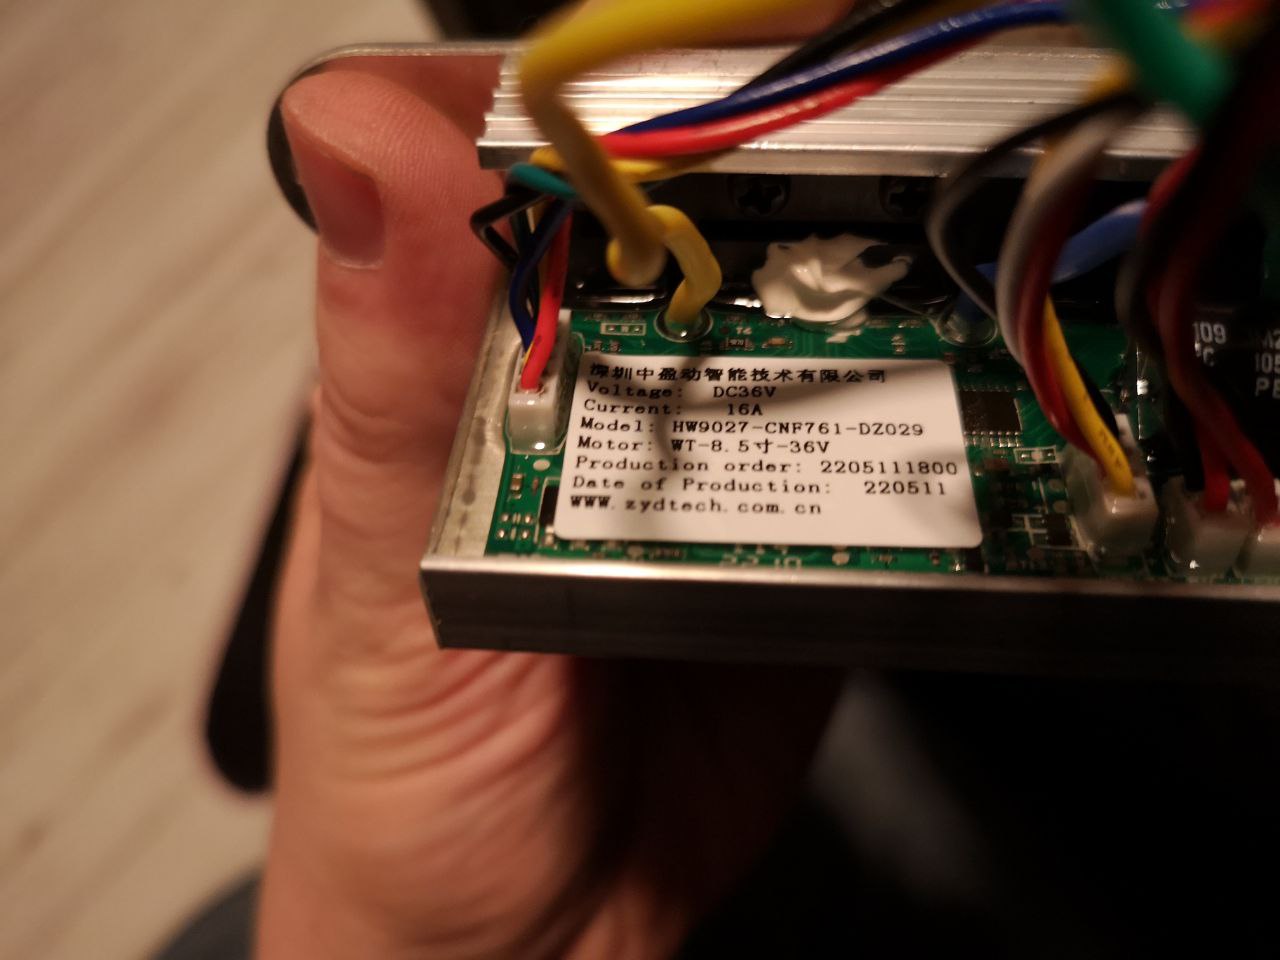 深圳中盈动智能技术有限公司
Voltage: DC36V
Current: 16A
Model: HW9027-CNF761-DZ029
Motor: WT-8.5寸-36V
Production order: 2205111800
Date of Production: 220511
WWW.zydtech.com.cn
109
105